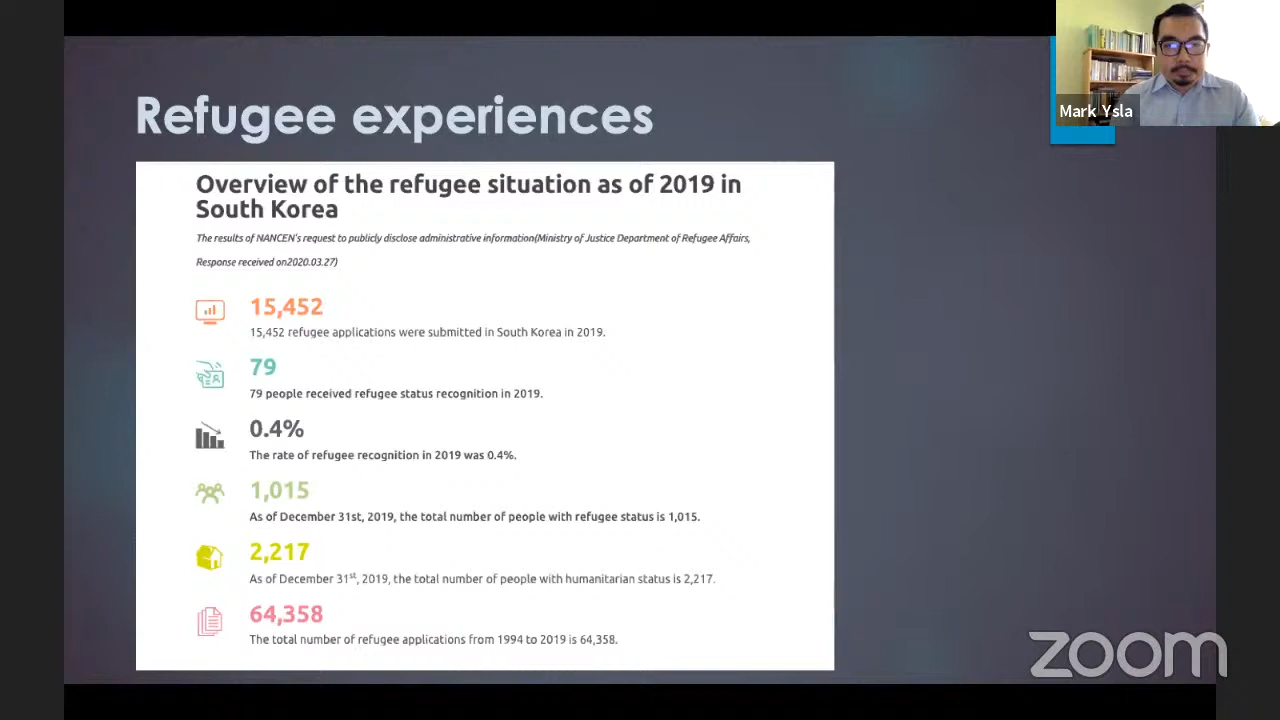 Refugee experiences
Mark Ysla
Overview of the refugee situation as of 2019 in
South Korea
The results of NANCEN's request to publicly disclose administrative information(Ministry of Justice Department of Refugee Affairs,
Response received on2020.03.27)
15,452
15,452 refugee applications were submitted in South Korea in 2019.
79
79 people received refugee status recognition in 2019.
0.4%
The rate of refugee recognition in 2019 was 0.4%.
1,015
As of December 31st, 2019, the total number of people with refugee status is 1,015.
2,217
As of December 31st, 2019, the total number of people with humanitarian status is 2,217.
64,358
The total number of refugee applications from 1994 to 2019 is 64,358.
zoom